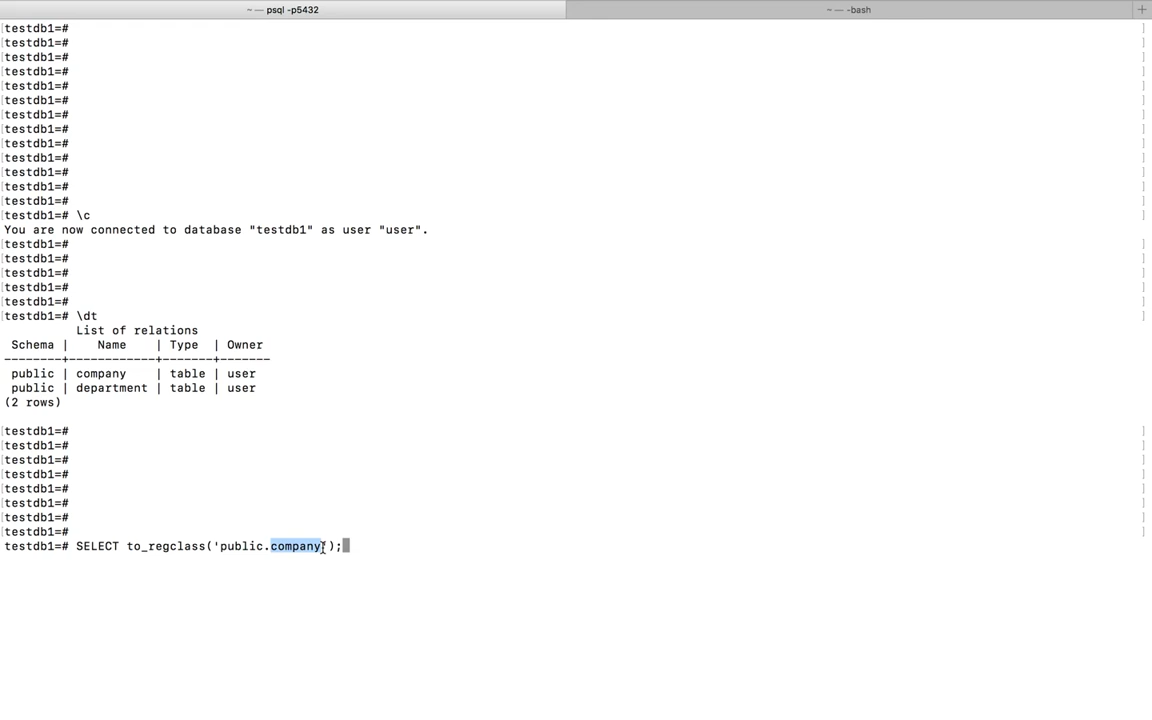 ~ — psql -p5432
~ — -bash
+
testdb1=#
testdb1=#
testdb1=#
testdb1=#
testdb1=#
testdb1=#
testdb1=#
testdb1=#
testdb1=#
testdb1=#
testdb1=#
testdb1=#
testdb1=#
testdb1=# \c
You are now connected to database "testdb1" as user "user".
testdb1=#
testdb1=#
testdb1=#
testdb1=#
testdb1=#
testdb1=# \dt
List of relations
Schema | Name | Type | Owner
--------+------------+-------+-------
public | company | table | user
public | department | table | user
(2 rows)
testdb1=#
testdb1=#
testdb1=#
testdb1=#
testdb1=#
testdb1=#
testdb1=#
testdb1=#
testdb1=# SELECT to_regclass('public.company');